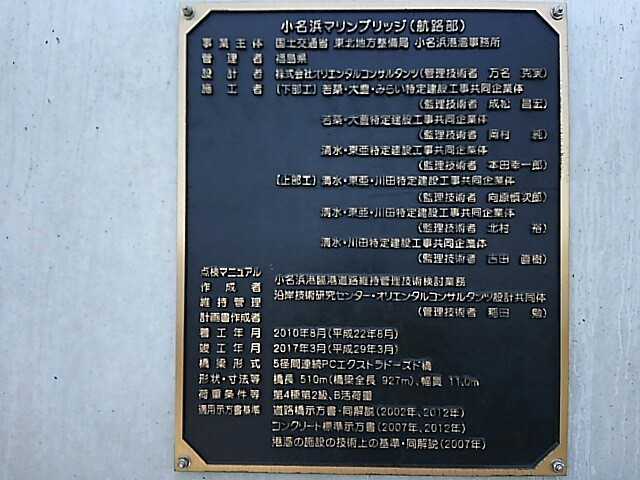 小名浜マリンブリッジ(航路部)
事業主体 国土交通省 東北地方整備局 小名浜港湾事務所
管理者 福島県
設計者 株式会社オリエンタルコンサルタンツ(管理技術者 万名 克実)
施工者 〔下部工〕若築・大豊・みらい特定建設工事共同企業体
(監理技術者 成松 昌宏)
若築・大豊特定建設工事共同企業体
(監理技術者 岡村 )
清水・東亜特定建設工事共同企業体
(監理技術者 本田幸一郎)
〔上部工〕清水・東亜・川田特定建設工事共同企業体
(監理技術者 向原慎次郎)
清水・東亜・川田特定建設工事共同企業体
(監理技術者 北村 裕)
清水・川田特定建設工事共同企業体
(監理技術者 吉田 直樹)
点検マニュアル
作成者 小名浜港臨港道路維持管理技術検討業務
維持管理 沿岸技術研究センター・オリエンタルコンサルタンツ設計共同体
計画書作成者 (管理技術者 稲田 勉)
着工年月 2010年8月(平成22年8月)
竣工年月 2017年3月(平成29年3月)
橋梁形式 5径間連続PCエクストラドーズド橋
形状・寸法等 橋長 510m(橋梁全長 927m)、幅員 11.0m
荷重条件等 第4種第2級、B活荷重
適用示方書基準 道路橋示方書・同解説(2002年、2012年)
コンクリート標準示方書(2007年、2012年)
港湾の施設の技術上の基準・同解説(2007年)